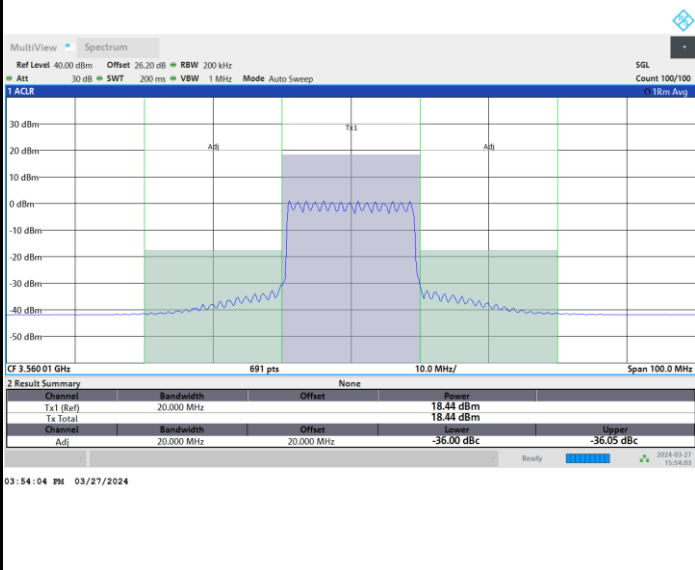 MultiView Spectrum
Ref Level 40.00 dBm Offset 26.20 dB RBW 200 kHz SGL
Att 30 dB SWT 200 ms VBW 1 MHz Mode Auto Sweep Count 100/100
1 ACLR 1Rm Avg
Tx1
Adj Adj
30 dBm
20 dBm
10 dBm
0 dBm
-10 dBm
-20 dBm
-30 dBm
-40 dBm
-50 dBm
CF 3.56001 GHz 691 pts 10.0 MHz/ Span 100.0 MHz
2 Result Summary None
Channel Bandwidth Offset Power
Tx1 (Ref) 20.000 MHz 18.44 dBm
Tx Total 18.44 dBm
Channel Bandwidth Offset Lower Upper
Adj 20.000 MHz 20.000 MHz -36.00 dBc -36.05 dBc
Ready 2024-03-27
15:54:03
03:54:04 PM 03/27/2024